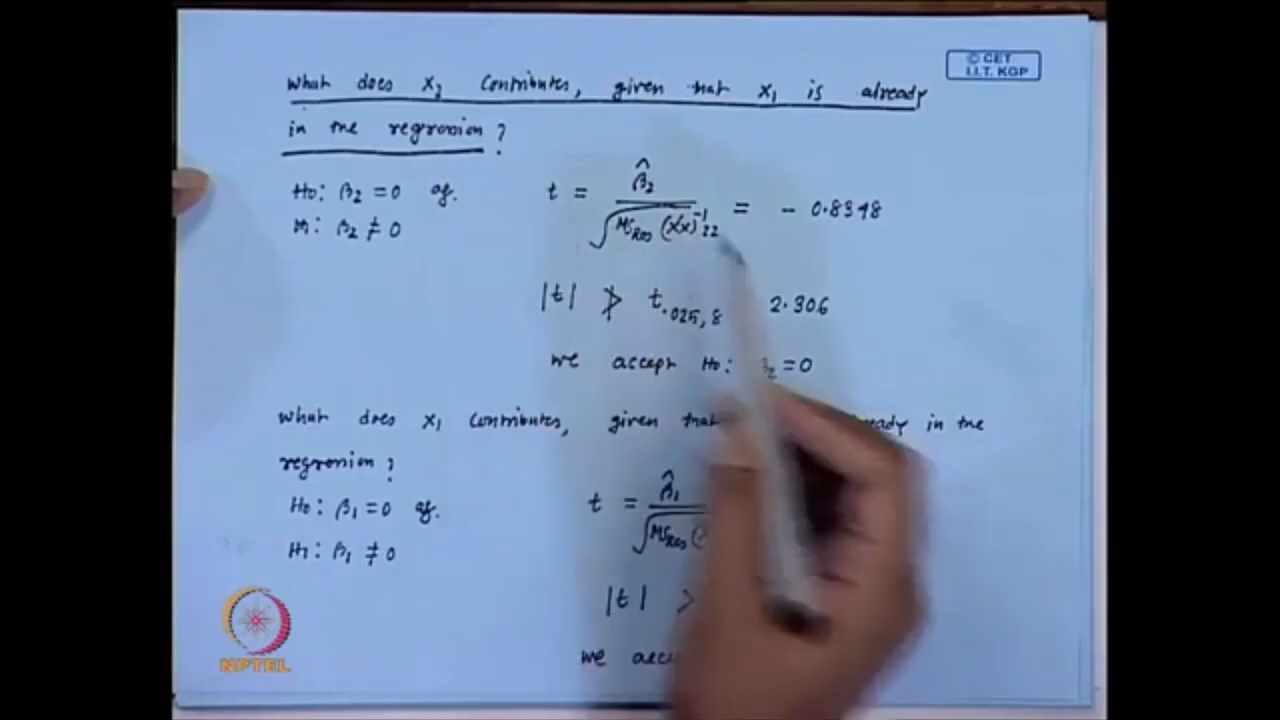 © CET
I.I.T. KGP
What does X2 contributes, given that X1 is already
in the regression ?
H0: β2 = 0 ag.
H1: β2 ≠ 0
t = β̂2 / √(MSRes (X'X)⁻¹22) = - 0.8348
|t| ≯ t.025, 8 2.306
we accept H0: β2 = 0
What does X1 contributes, given that in the
regression ?
H0: β1 = 0 ag.
H1: β1 ≠ 0
t = β̂1 / √(MSRes (
|t| >
we
NPTEL